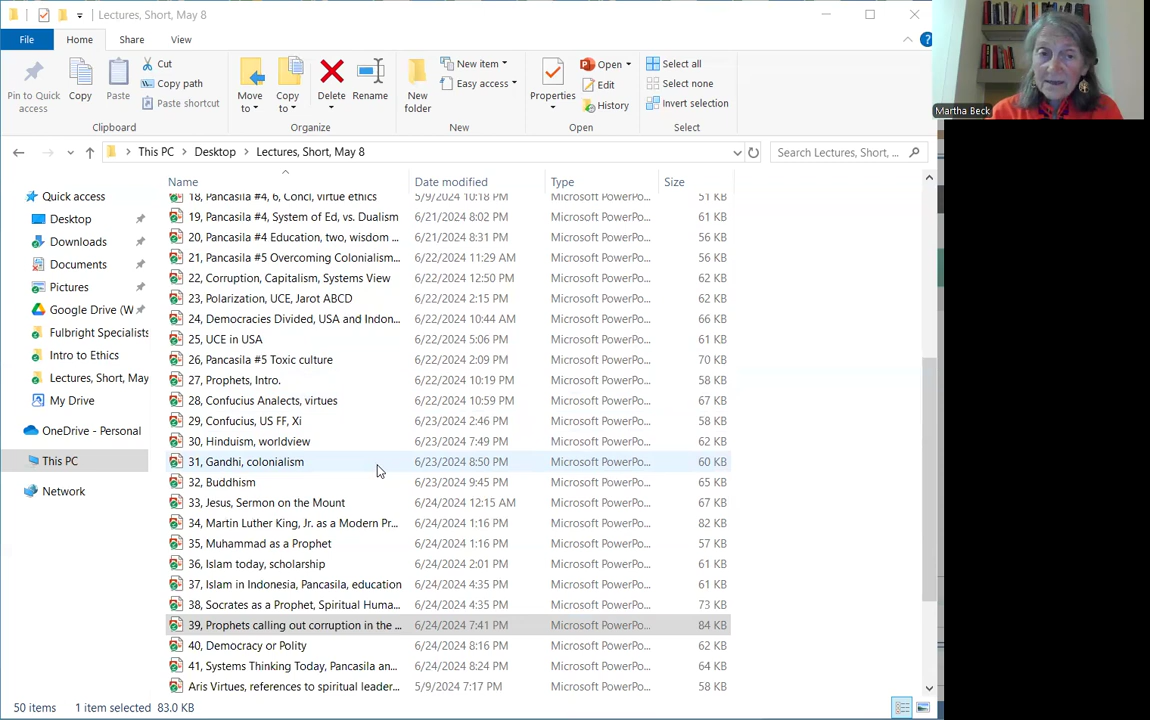 Lectures, Short, May 8
File Home Share View
Pin to Quick access
Copy
Paste
Cut
Copy path
Paste shortcut
Clipboard
Move to
Copy to
Delete
Rename
Organize
New folder
New item
Easy access
New
Properties
Open
Edit
History
Open
Select all
Select none
Invert selection
Select
Martha Beck
This PC Desktop Lectures, Short, May 8
Search Lectures, Short, ...
Quick access
Desktop
Downloads
Documents
Pictures
Google Drive (W
Fulbright Specialists
Intro to Ethics
Lectures, Short, May
My Drive
OneDrive - Personal
This PC
Network
Name Date modified Type Size
18, Pancasila #4, 6, Concl, virtue ethics 5/9/2024 10:18 PM Microsoft PowerPo... 51 KB
19, Pancasila #4, System of Ed, vs. Dualism 6/21/2024 8:02 PM Microsoft PowerPo... 61 KB
20, Pancasila #4 Education, two, wisdom ... 6/21/2024 8:31 PM Microsoft PowerPo... 56 KB
21, Pancasila #5 Overcoming Colonialism... 6/22/2024 11:29 AM Microsoft PowerPo... 56 KB
22, Corruption, Capitalism, Systems View 6/22/2024 12:50 PM Microsoft PowerPo... 62 KB
23, Polarization, UCE, Jarot ABCD 6/22/2024 2:15 PM Microsoft PowerPo... 62 KB
24, Democracies Divided, USA and Indon... 6/22/2024 10:44 AM Microsoft PowerPo... 66 KB
25, UCE in USA 6/22/2024 5:06 PM Microsoft PowerPo... 61 KB
26, Pancasila #5 Toxic culture 6/22/2024 2:09 PM Microsoft PowerPo... 70 KB
27, Prophets, Intro. 6/22/2024 10:19 PM Microsoft PowerPo... 58 KB
28, Confucius Analects, virtues 6/22/2024 10:59 PM Microsoft PowerPo... 67 KB
29, Confucius, US FF, Xi 6/23/2024 2:46 PM Microsoft PowerPo... 58 KB
30, Hinduism, worldview 6/23/2024 7:49 PM Microsoft PowerPo... 62 KB
31, Gandhi, colonialism 6/23/2024 8:50 PM Microsoft PowerPo... 60 KB
32, Buddhism 6/23/2024 9:45 PM Microsoft PowerPo... 65 KB
33, Jesus, Sermon on the Mount 6/24/2024 12:15 AM Microsoft PowerPo... 67 KB
34, Martin Luther King, Jr. as a Modern Pr... 6/24/2024 1:16 PM Microsoft PowerPo... 82 KB
35, Muhammad as a Prophet 6/24/2024 1:16 PM Microsoft PowerPo... 57 KB
36, Islam today, scholarship 6/24/2024 2:01 PM Microsoft PowerPo... 61 KB
37, Islam in Indonesia, Pancasila, education 6/24/2024 4:35 PM Microsoft PowerPo... 61 KB
38, Socrates as a Prophet, Spiritual Huma... 6/24/2024 4:35 PM Microsoft PowerPo... 73 KB
39, Prophets calling out corruption in the ... 6/24/2024 7:41 PM Microsoft PowerPo... 84 KB
40, Democracy or Polity 6/24/2024 8:16 PM Microsoft PowerPo... 62 KB
41, Systems Thinking Today, Pancasila an... 6/24/2024 8:24 PM Microsoft PowerPo... 64 KB
Aris Virtues, references to spiritual leader... 5/9/2024 7:17 PM Microsoft PowerPo... 58 KB
50 items 1 item selected 83.0 KB